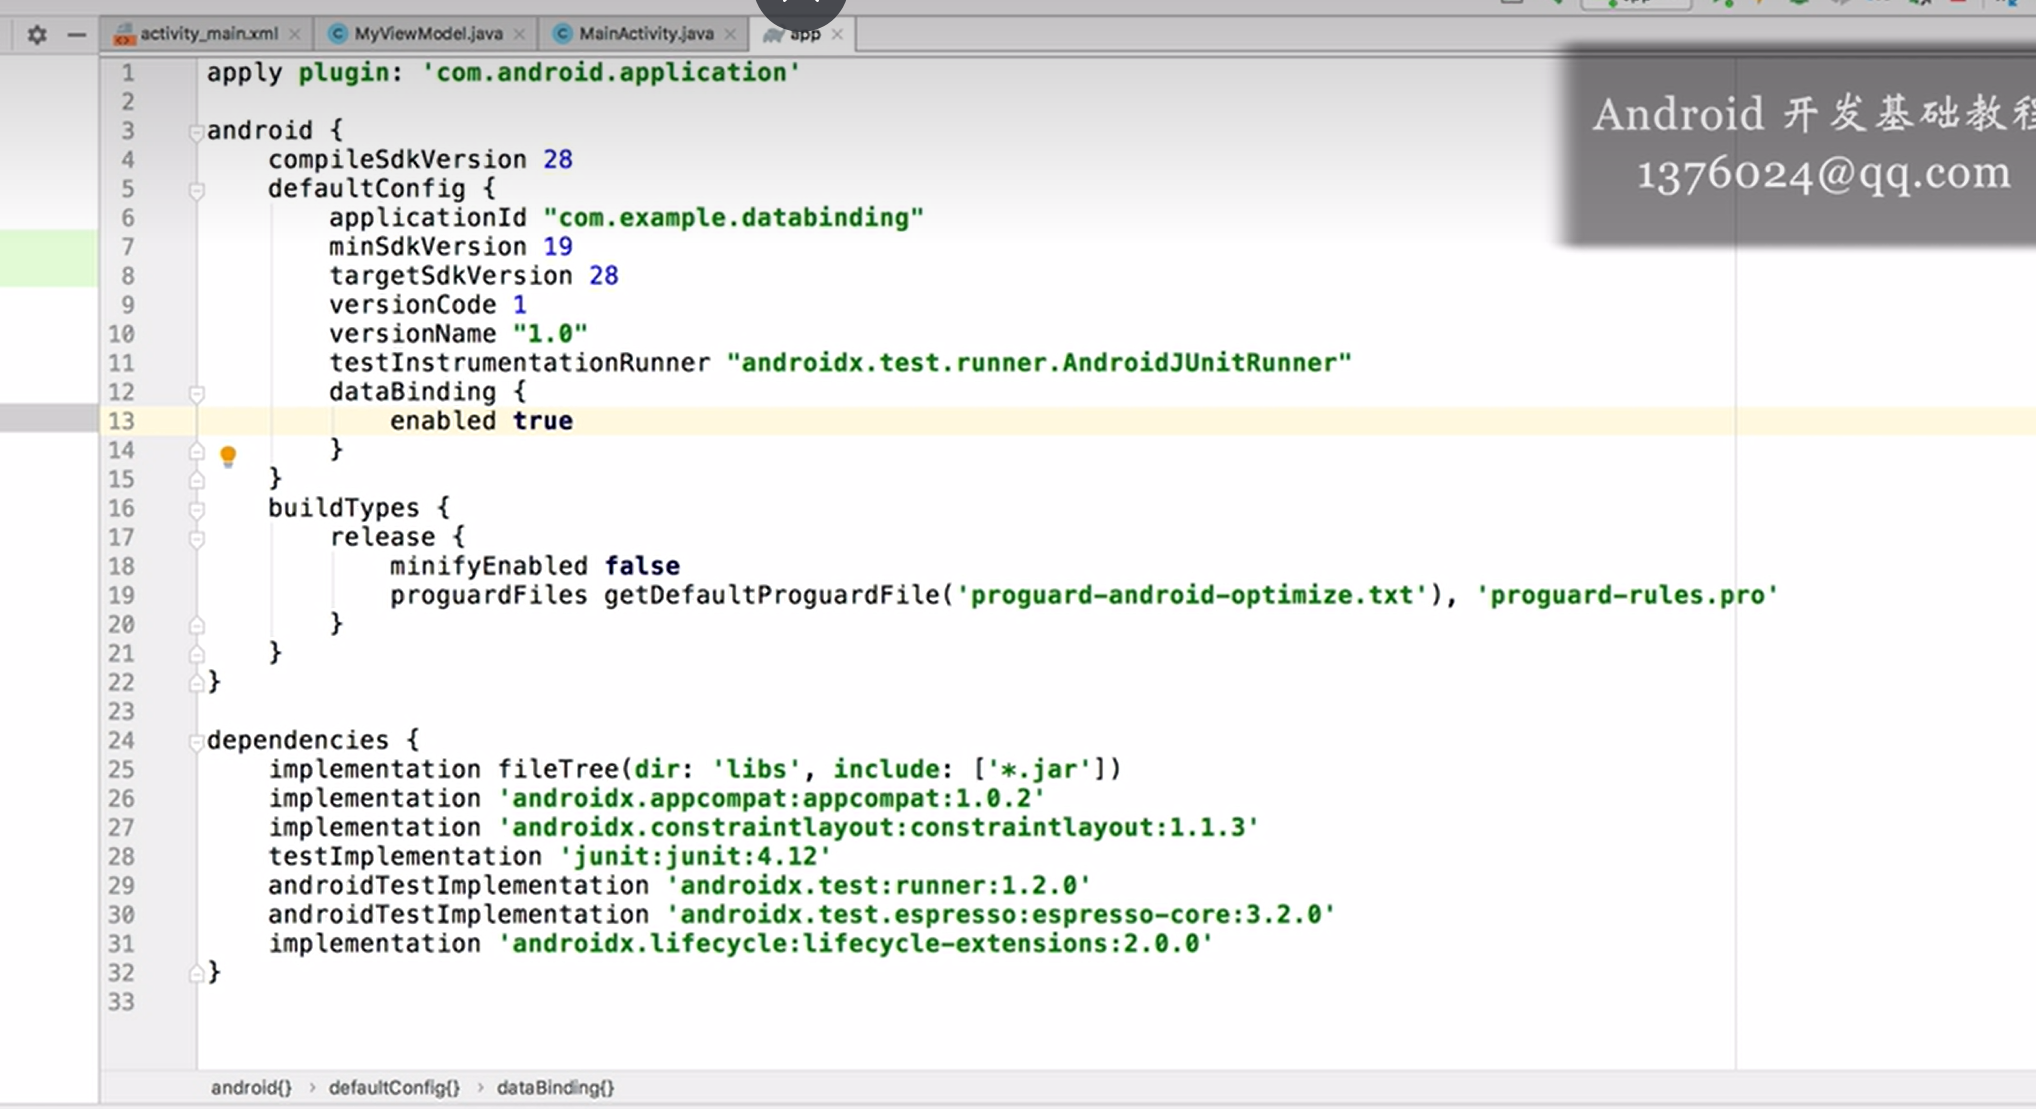 activity_main.xml
MyViewModel.java
MainActivity.java
app
Android 开发基础教程
1376024@qq.com
1 apply plugin: 'com.android.application'
2
3 android {
4     compileSdkVersion 28
5     defaultConfig {
6         applicationId "com.example.databinding"
7         minSdkVersion 19
8         targetSdkVersion 28
9         versionCode 1
10         versionName "1.0"
11         testInstrumentationRunner "androidx.test.runner.AndroidJUnitRunner"
12         dataBinding {
13             enabled true
14         }
15     }
16     buildTypes {
17         release {
18             minifyEnabled false
19             proguardFiles getDefaultProguardFile('proguard-android-optimize.txt'), 'proguard-rules.pro'
20         }
21     }
22 }
23
24 dependencies {
25     implementation fileTree(dir: 'libs', include: ['*.jar'])
26     implementation 'androidx.appcompat:appcompat:1.0.2'
27     implementation 'androidx.constraintlayout:constraintlayout:1.1.3'
28     testImplementation 'junit:junit:4.12'
29     androidTestImplementation 'androidx.test:runner:1.2.0'
30     androidTestImplementation 'androidx.test.espresso:espresso-core:3.2.0'
31     implementation 'androidx.lifecycle:lifecycle-extensions:2.0.0'
32 }
33
android{} › defaultConfig{} › dataBinding{}